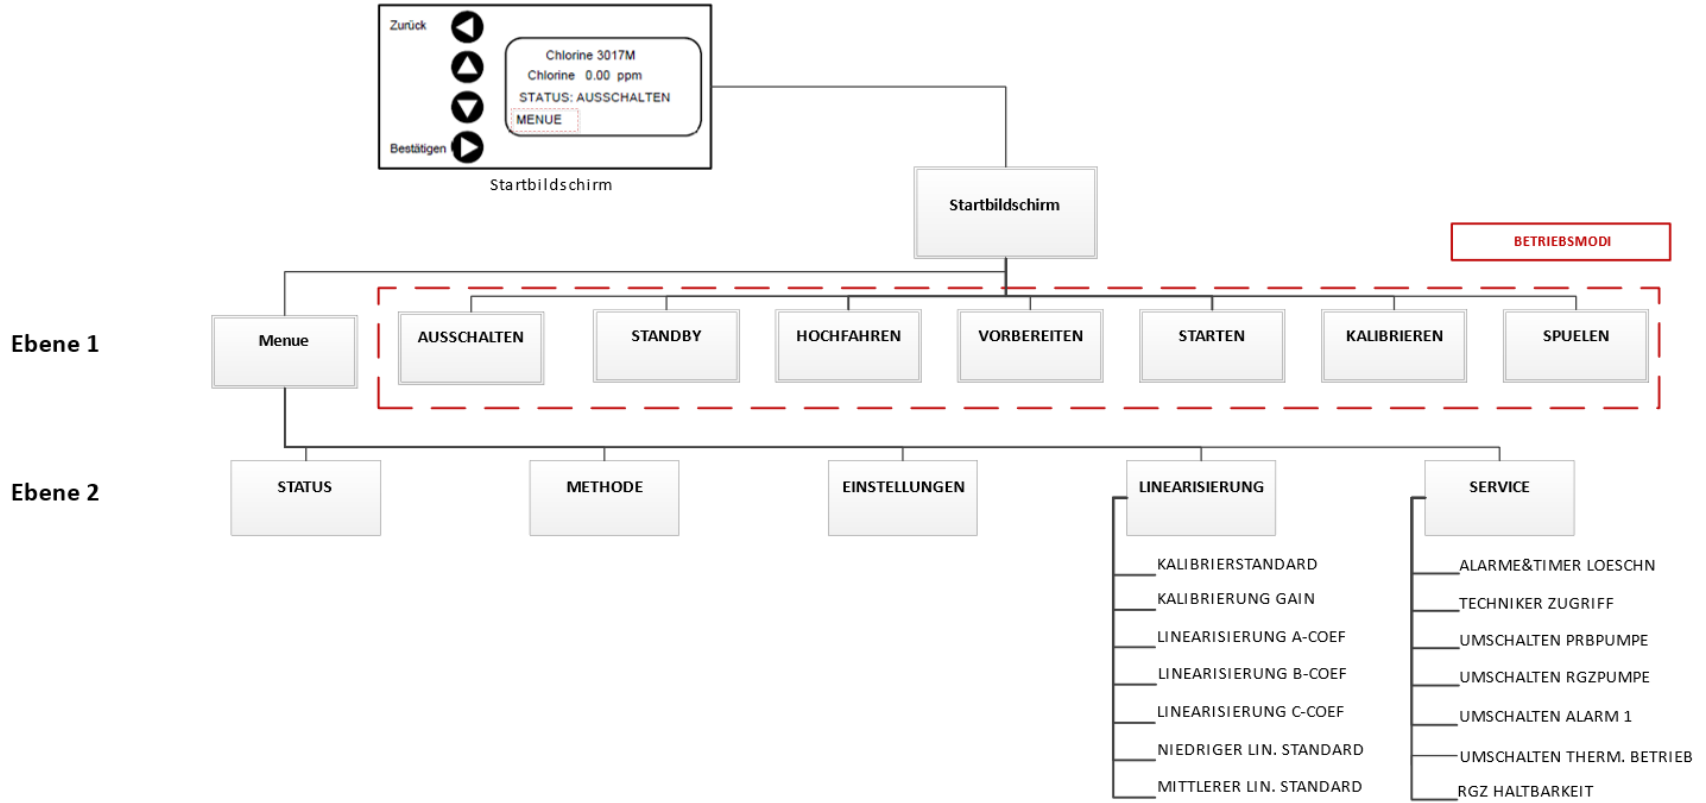 Zurück
Chlorine 3017M
Chlorine 0.00 ppm
STATUS: AUSSCHALTEN
MENUE
Bestätigen
Startbildschirm
Startbildschirm
BETRIEBSMODI
Ebene 1
Menue
AUSSCHALTEN
STANDBY
HOCHFAHREN
VORBEREITEN
STARTEN
KALIBRIEREN
SPUELEN
Ebene 2
STATUS
METHODE
EINSTELLUNGEN
LINEARISIERUNG
SERVICE
KALIBRIERSTANDARD
KALIBRIERUNG GAIN
LINEARISIERUNG A-COEF
LINEARISIERUNG B-COEF
LINEARISIERUNG C-COEF
NIEDRIGER LIN. STANDARD
MITTLERER LIN. STANDARD
ALARME&TIMER LOESCHN
TECHNIKER ZUGRIFF
UMSCHALTEN PRBPUMPE
UMSCHALTEN RGZPUMPE
UMSCHALTEN ALARM 1
UMSCHALTEN THERM. BETRIEB
RGZ HALTBARKEIT